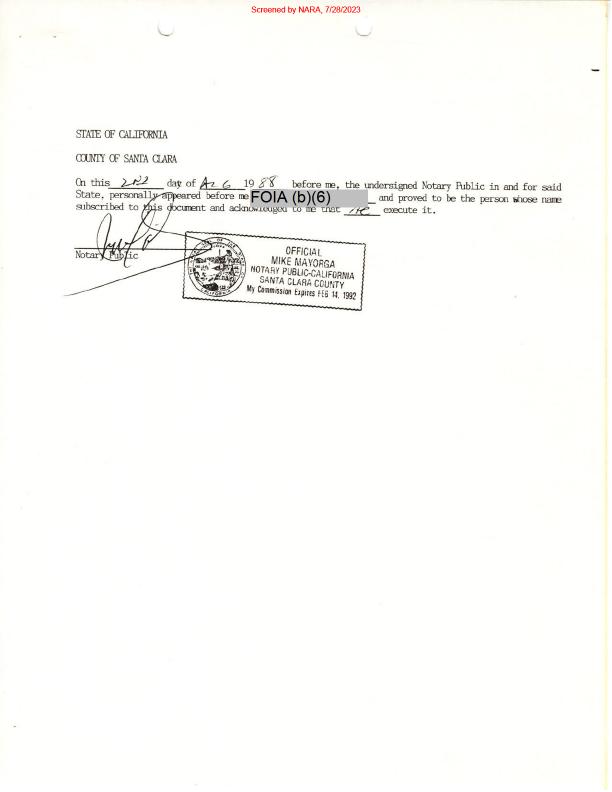 Screened by NARA, 7/28/2023
STATE OF CALIFORNIA
COUNTY OF SANTA CLARA
On this 2ND day of AUG 1988 before me, the undersigned Notary Public in and for said
State, personally appeared before me FOIA (b)(6) and proved to be the person whose name
subscribed to this document and acknowledged to me that HE execute it.
Notary Public
OFFICIAL
MIKE MAYORGA
NOTARY PUBLIC-CALIFORNIA
SANTA CLARA COUNTY
My Commission Expires FEB 14, 1992